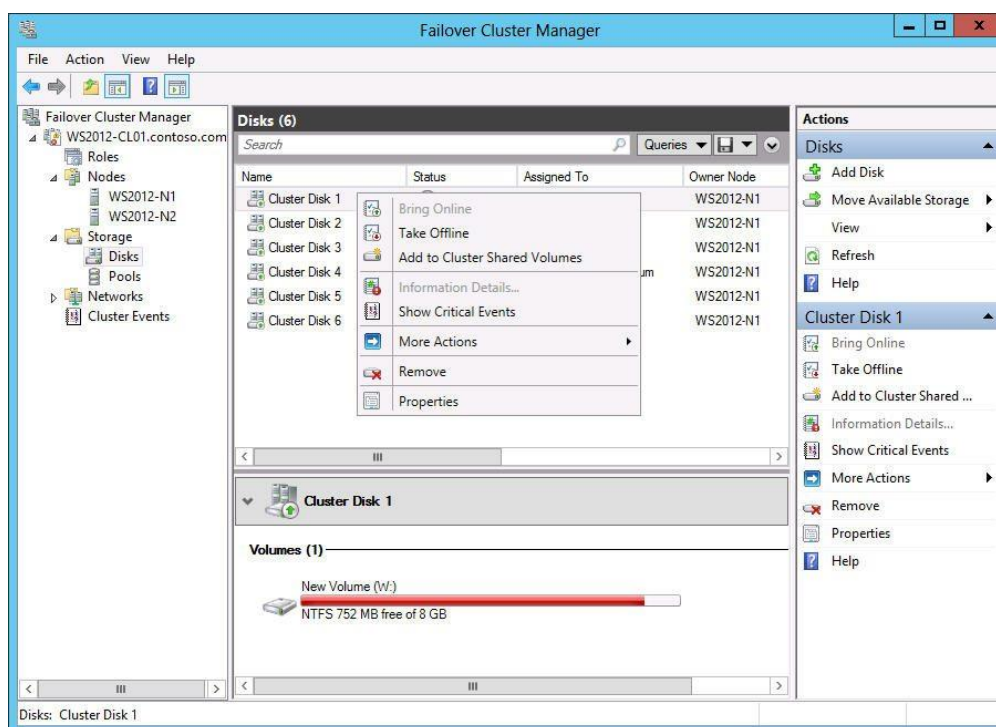 Failover Cluster Manager
File Action View Help
Failover Cluster Manager
WS2012-CL01.contoso.com
Roles
Nodes
WS2012-N1
WS2012-N2
Storage
Disks
Pools
Networks
Cluster Events
Disks (6)
Search
Queries
Name Status Assigned To Owner Node
Cluster Disk 1 WS2012-N1
Cluster Disk 2 WS2012-N1
Cluster Disk 3 WS2012-N1
Cluster Disk 4 WS2012-N1
Cluster Disk 5 WS2012-N1
Cluster Disk 6 WS2012-N1
Bring Online
Take Offline
Add to Cluster Shared Volumes
Information Details...
Show Critical Events
More Actions
Remove
Properties
Cluster Disk 1
Volumes (1)
New Volume (W:)
NTFS 752 MB free of 8 GB
Actions
Disks
Add Disk
Move Available Storage
View
Refresh
Help
Cluster Disk 1
Bring Online
Take Offline
Add to Cluster Shared ...
Information Details...
Show Critical Events
More Actions
Remove
Properties
Help
Disks: Cluster Disk 1